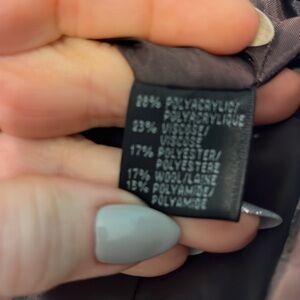 28% POLYACRYLIC/
POLYACRYLIQUE
23% VISCOSE/
VISCOSE
17% POLYESTER/
POLYESTERE
17% WOOL/LAINE
15% POLYAMIDE/
POLYAMIDE